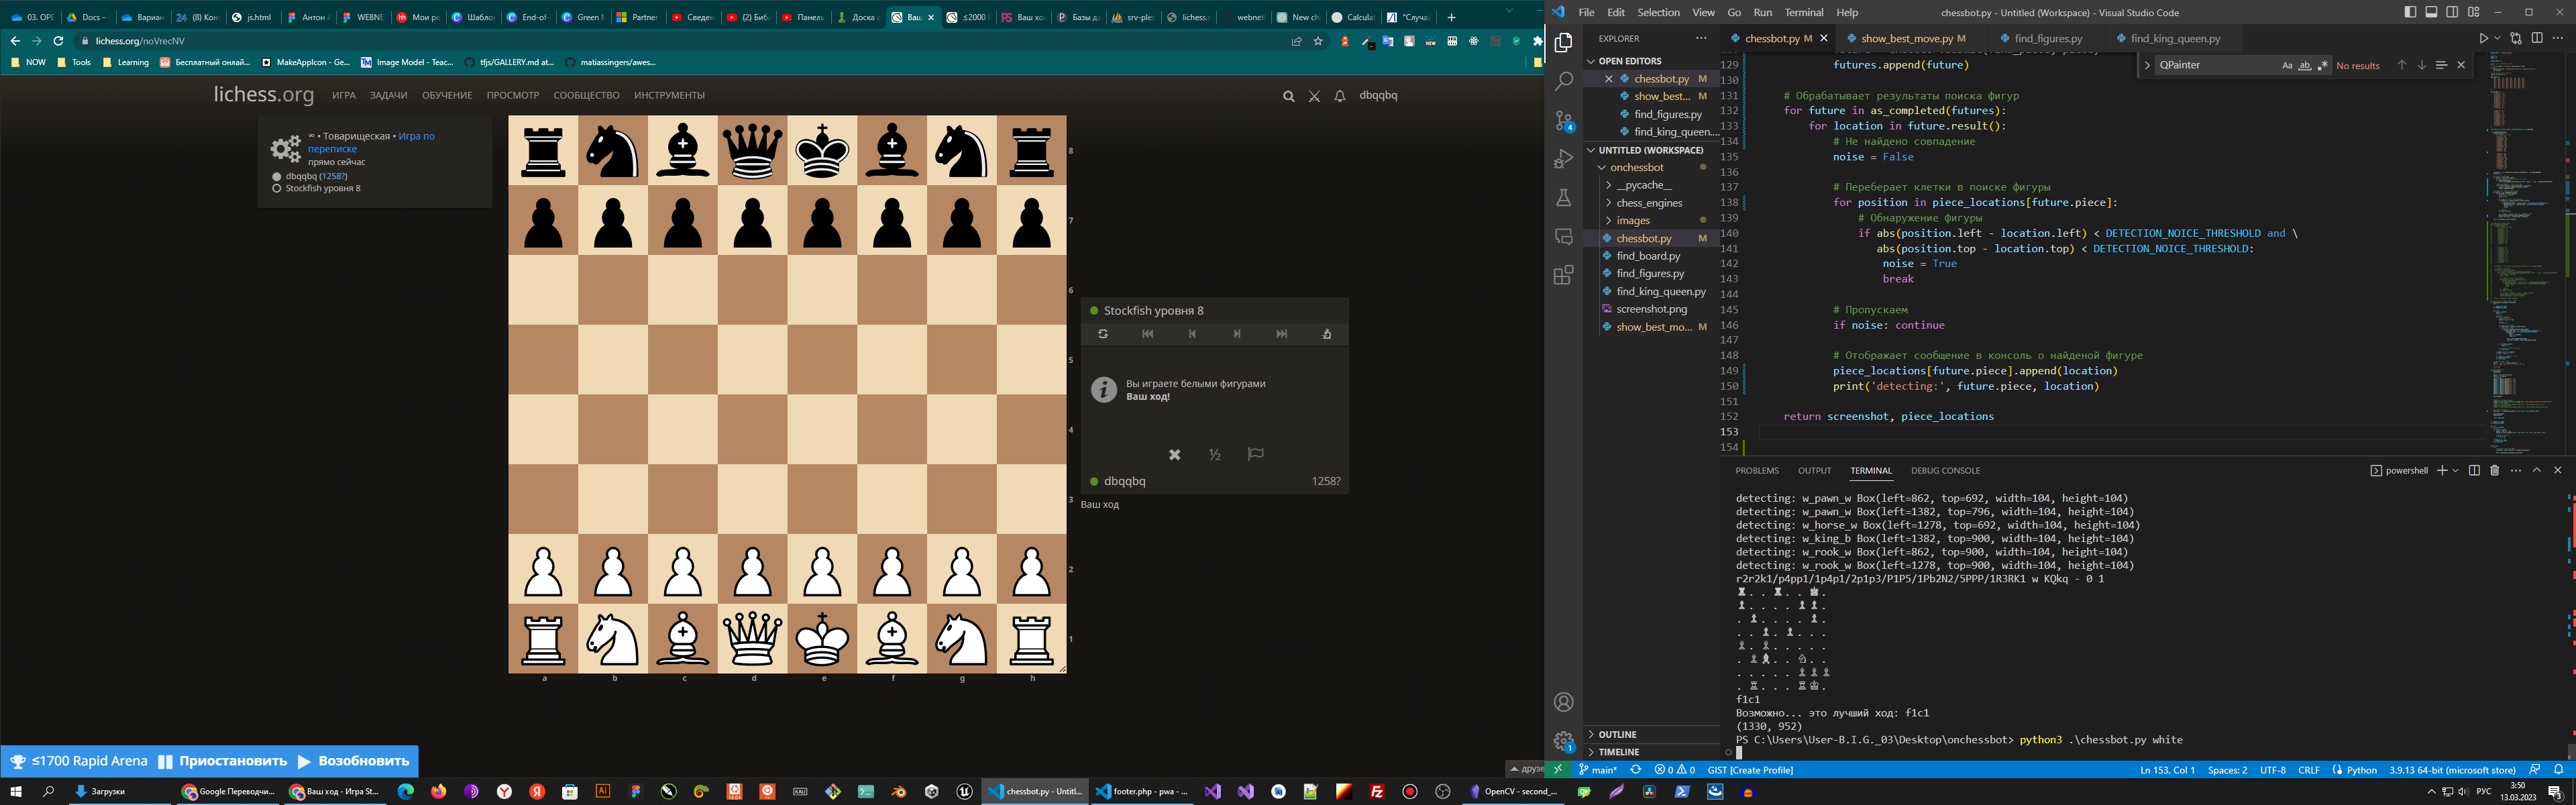 03. OPE
Docs –
Вариан
(8) Кон
js.html
Антон А
WEBNE
Мои ре
Шабло
End-of-
Green M
Partner
Сведен
(2) Биб
Панель
Доска д
Ваш
≤2000
Ваш хо
Базы да
srv-ples
lichess.c
webnet
New cha
Calculat
"Случа
lichess.org/noVrecNV
NOW
Tools
Learning
Бесплатный онлай...
MakeAppIcon - Ge...
Image Model - Teac...
tfjs/GALLERY.md at...
matiassingers/awes...
lichess.org
ИГРА
ЗАДАЧИ
ОБУЧЕНИЕ
ПРОСМОТР
СООБЩЕСТВО
ИНСТРУМЕНТЫ
dbqqbq
∞ • Товарищеская • Игра по
переписке
прямо сейчас
dbqqbq (1258?)
Stockfish уровня 8
8
7
6
5
4
3
2
1
a b c d e f g h
Stockfish уровня 8
Вы играете белыми фигурами
Ваш ход!
½
dbqqbq 1258?
Ваш ход
≤1700 Rapid Arena
Приостановить
Возобновить
друзе
File Edit Selection View Go Run Terminal Help
chessbot.py - Untitled (Workspace) - Visual Studio Code
EXPLORER
OPEN EDITORS
chessbot.py M
show_best... M
find_figures.py
find_king_queen....
UNTITLED (WORKSPACE)
onchessbot
__pycache__
chess_engines
images
chessbot.py M
find_board.py
find_figures.py
find_king_queen.py
screenshot.png
show_best_mo... M
OUTLINE
TIMELINE
chessbot.py M
show_best_move.py M
find_figures.py
find_king_queen.py
QPainter
No results
129 futures.append(future)
130
131 # Обрабатывает результаты поиска фигур
132 for future in as_completed(futures):
133 for location in future.result():
134 # Не найдено совпадение
135 noise = False
136
137 # Переберает клетки в поиске фигуры
138 for position in piece_locations[future.piece]:
139 # Обнаружение фигуры
140 if abs(position.left - location.left) < DETECTION_NOICE_THRESHOLD and \
141 abs(position.top - location.top) < DETECTION_NOICE_THRESHOLD:
142 noise = True
143 break
144
145 # Пропускаем
146 if noise: continue
147
148 # Отображает сообщение в консоль о найденой фигуре
149 piece_locations[future.piece].append(location)
150 print('detecting:', future.piece, location)
151
152 return screenshot, piece_locations
153
154
PROBLEMS OUTPUT TERMINAL DEBUG CONSOLE
powershell
detecting: w_pawn_w Box(left=862, top=692, width=104, height=104)
detecting: w_pawn_w Box(left=1382, top=796, width=104, height=104)
detecting: w_horse_w Box(left=1278, top=692, width=104, height=104)
detecting: w_king_b Box(left=1382, top=900, width=104, height=104)
detecting: w_rook_w Box(left=862, top=900, width=104, height=104)
detecting: w_rook_w Box(left=1278, top=900, width=104, height=104)
r2r2k1/p4pp1/1p4p1/2p1p3/P1P5/1Pb2N2/5PPP/1R3RK1 w KQkq - 0 1
♜ . . ♜ . . ♚ .
♟ . . . . ♟ ♟ .
. ♟ . . . . ♟ .
. . ♟ . ♟ . . .
♙ . ♙ . . . . .
. ♙ ♝ . . ♘ . .
. . . . . ♙ ♙ ♙
. ♖ . . . ♖ ♔ .
f1c1
Возможно... это лучший ход: f1c1
(1330, 952)
PS C:\Users\User-B.I.G._03\Desktop\onchessbot> python3 .\chessbot.py white
main*
0 0
GIST [Create Profile]
Ln 153, Col 1
Spaces: 2
UTF-8
CRLF
Python
3.9.13 64-bit (microsoft store)
Загрузки
Google Переводчи...
Ваш ход - Игра St...
chessbot.py - Untitl...
footer.php - pwa - ...
OpenCV - second_...
РУС
3:50
13.03.2023